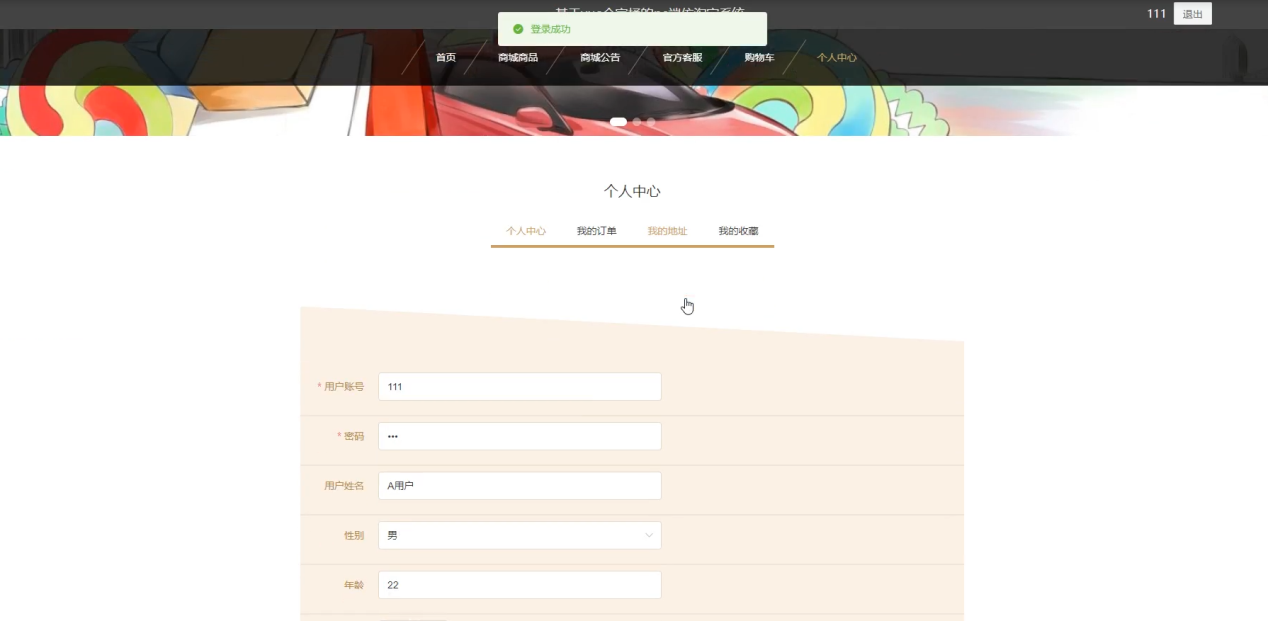 111 退出
登录成功
首页 商城商品 商城公告 官方客服 购物车 个人中心
个人中心
个人中心 我的订单 我的地址 我的收藏
* 用户账号 111
* 密码 •••
用户姓名 A用户
性别 男
年龄 22